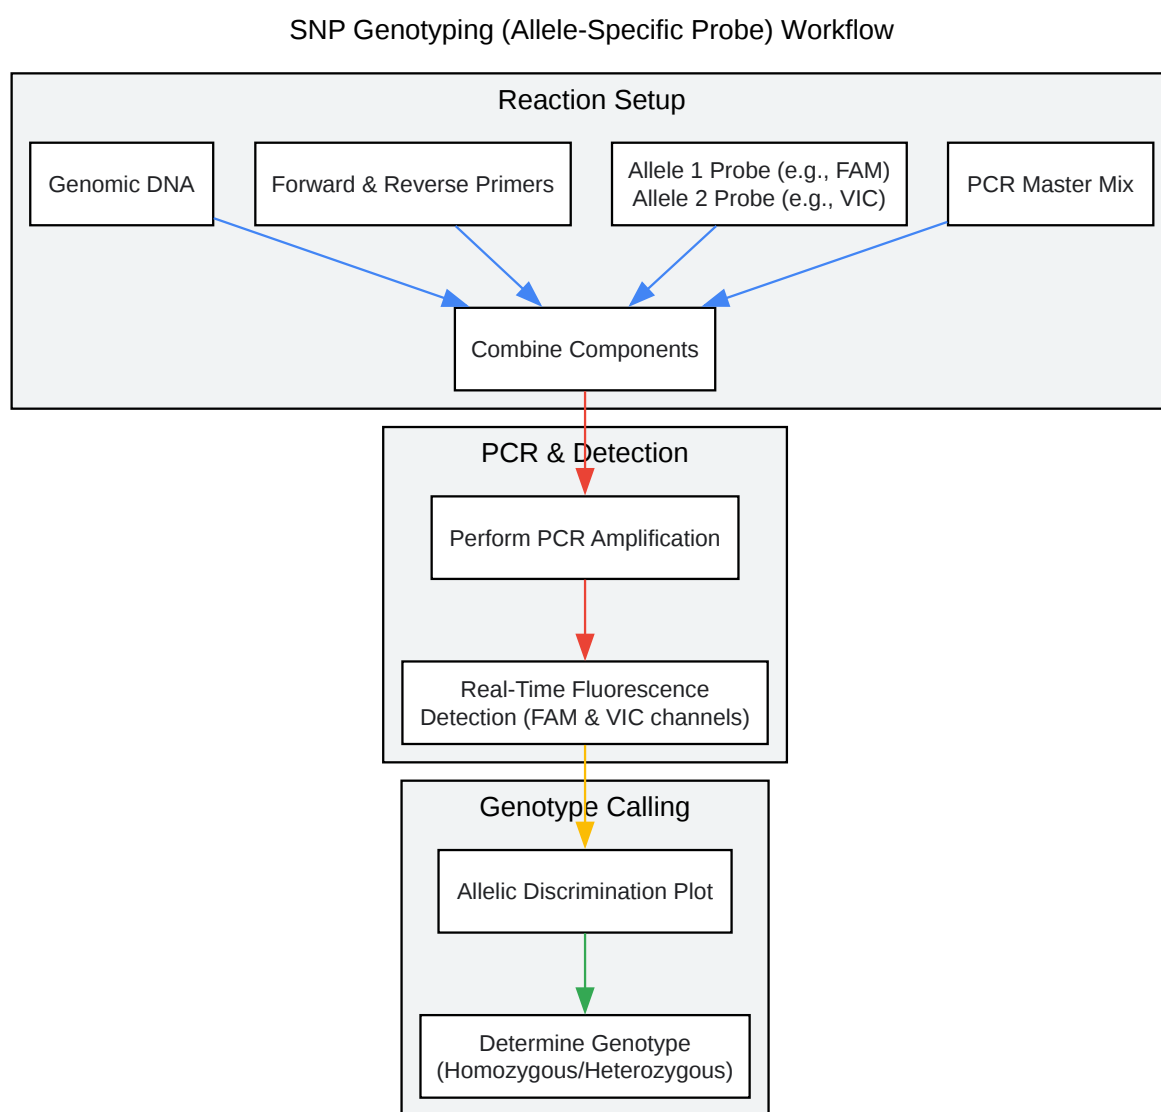 SNP Genotyping (Allele-Specific Probe) Workflow
Reaction Setup
Genomic DNA
Forward & Reverse Primers
Allele 1 Probe (e.g., FAM)
Allele 2 Probe (e.g., VIC)
PCR Master Mix
Combine Components
PCR & Detection
Perform PCR Amplification
Real-Time Fluorescence
Detection (FAM & VIC channels)
Genotype Calling
Allelic Discrimination Plot
Determine Genotype
(Homozygous/Heterozygous)